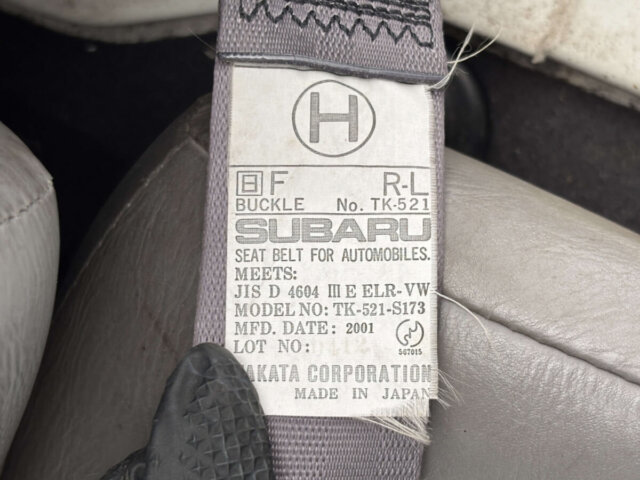 H
日 F R-L
BUCKLE No. TK-521
SUBARU
SEAT BELT FOR AUTOMOBILES.
MEETS:
JIS D 4604 III E ELR-VW
MODEL NO: TK-521-S173
MFD. DATE: 2001
LOT NO:
567015
AKATA CORPORATION
MADE IN JAPAN